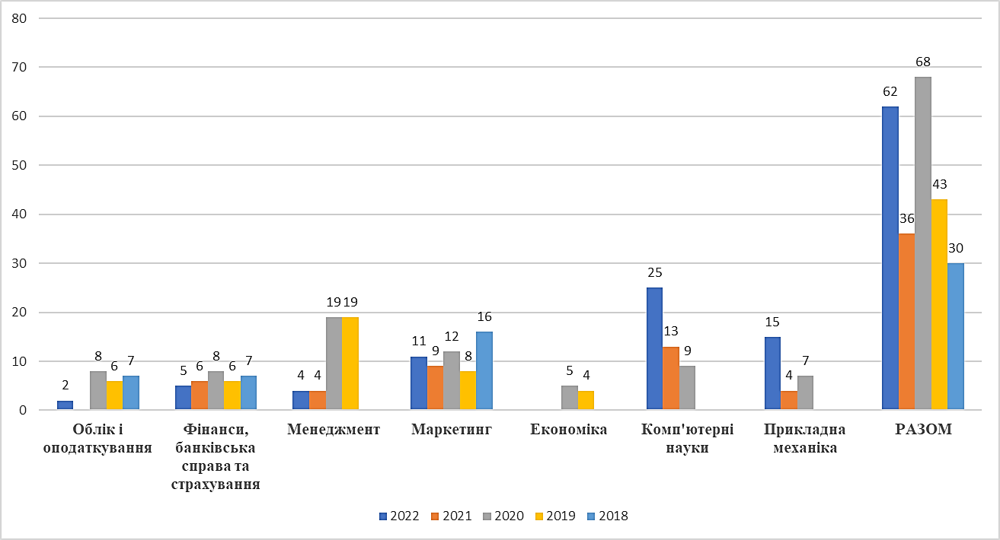 80
70
60
50
40
30
20
10
0
2 8 6 7
5 6 8 6 7
4 4 19 19
11 9 12 8 16
5 4
25 13 9
15 4 7
62 36 68 43 30
Облік і
оподаткування
Фінанси,
банківська
справа та
страхування
Менеджмент
Маркетинг
Економіка
Комп'ютерні
науки
Прикладна
механіка
РАЗОМ
2022 2021 2020 2019 2018